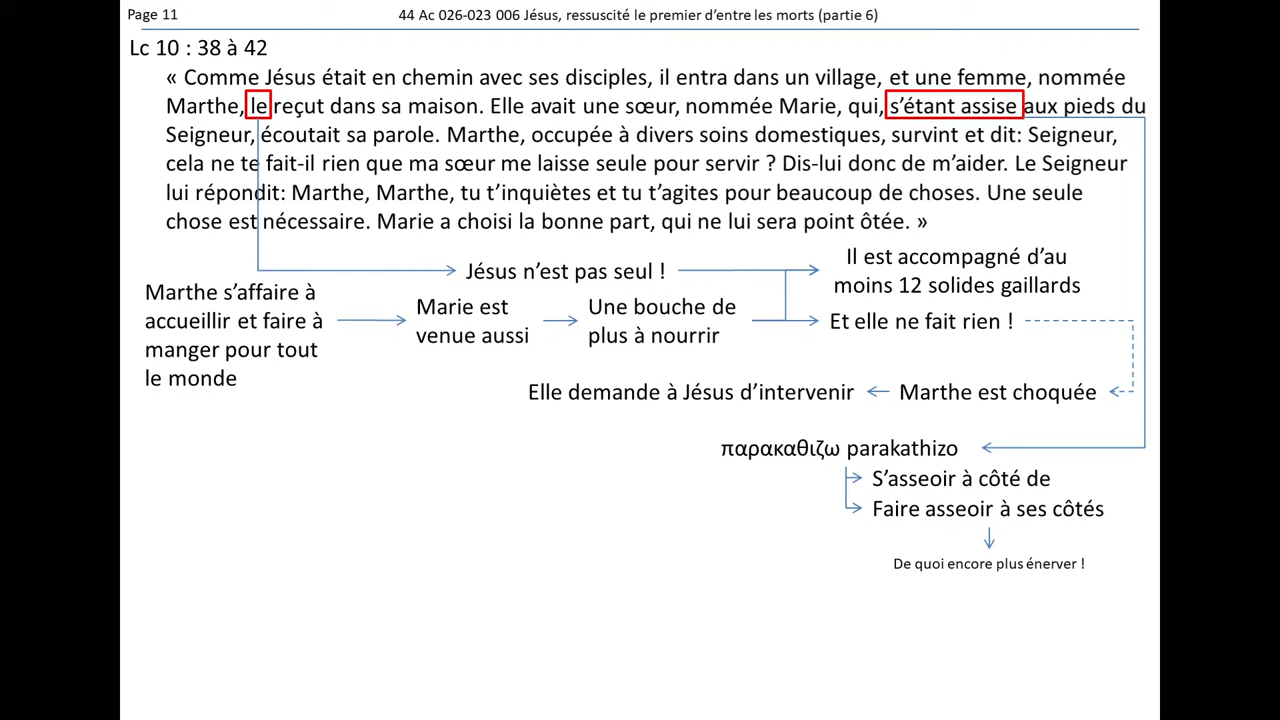 Page 11
44 Ac 026-023 006 Jésus, ressuscité le premier d’entre les morts (partie 6)
Lc 10 : 38 à 42
« Comme Jésus était en chemin avec ses disciples, il entra dans un village, et une femme, nommée
Marthe, le reçut dans sa maison. Elle avait une sœur, nommée Marie, qui, s’étant assise aux pieds du
Seigneur, écoutait sa parole. Marthe, occupée à divers soins domestiques, survint et dit: Seigneur,
cela ne te fait-il rien que ma sœur me laisse seule pour servir ? Dis-lui donc de m’aider. Le Seigneur
lui répondit: Marthe, Marthe, tu t’inquiètes et tu t’agites pour beaucoup de choses. Une seule
chose est nécessaire. Marie a choisi la bonne part, qui ne lui sera point ôtée. »
Jésus n’est pas seul !
Il est accompagné d’au
moins 12 solides gaillards
Marthe s’affaire à
accueillir et faire à
manger pour tout
le monde
Marie est
venue aussi
Une bouche de
plus à nourrir
Et elle ne fait rien !
Marthe est choquée
Elle demande à Jésus d’intervenir
παρακαθιζω parakathizo
S’asseoir à côté de
Faire asseoir à ses côtés
De quoi encore plus énerver !